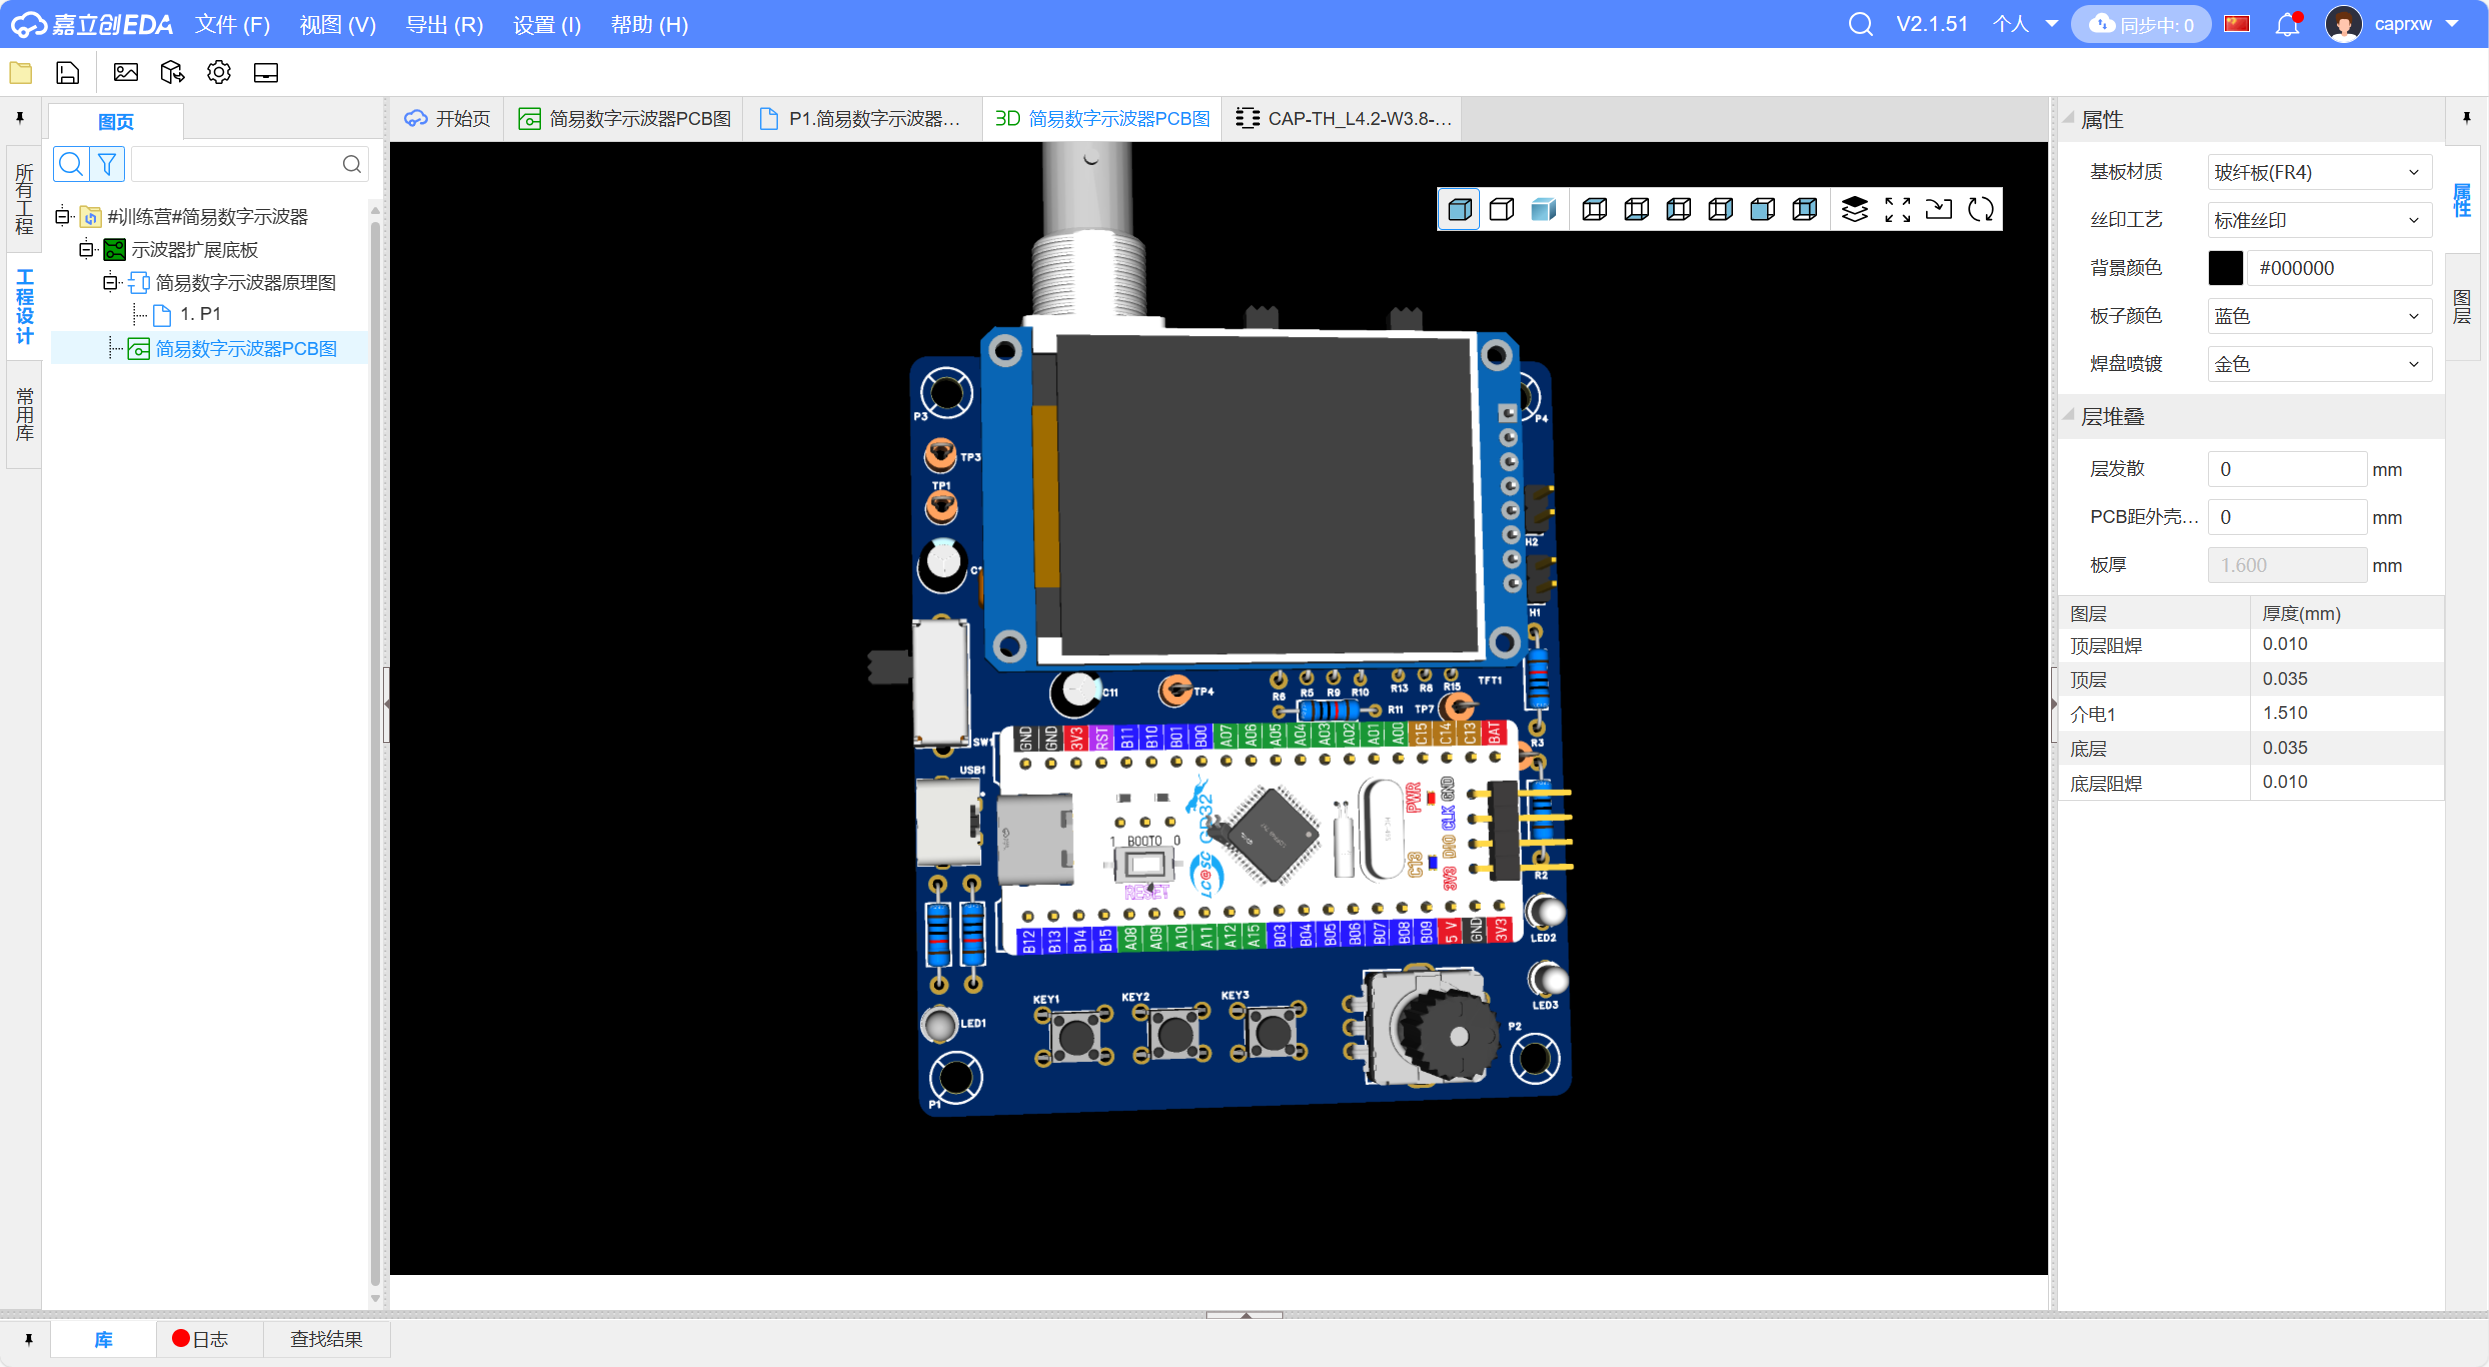 嘉立创EDA 文件 (F) 视图 (V) 导出 (R) 设置 (I) 帮助 (H) V2.1.51 个人 同步中: 0 caprxw
图页
开始页 简易数字示波器PCB图 P1.简易数字示波器... 3D 简易数字示波器PCB图 CAP-TH_L4.2-W3.8-...
所有工程
工程设计
常用库
#训练营#简易数字示波器
示波器扩展底板
简易数字示波器原理图
1. P1
简易数字示波器PCB图
P3
P4
TP3
TP1
H2
H1
C11 TP4
R6 R5 R9 R10 R13 R8 R15 TFT1
R11 TP7
SW1
GND GND 3V3 RST B11 B10 B01 B00 A07 A06 A05 A04 A03 A02 A01 A00 C15 C14 C13 BAT
R3
USB1
GD32
PWR
GND
CLK
DIO
3V3
C13
1 BOOT0 0
RESET
LC@SC
R2
B12 B13 B14 B15 A08 A09 A10 A11 A12 A15 B03 B04 B05 B06 B07 B08 B09 5 V GND 3V3
LED2
KEY1 KEY2 KEY3
LED3
LED1
P2
P1
属性
基板材质 玻纤板(FR4)
丝印工艺 标准丝印
背景颜色 #000000
板子颜色 蓝色
焊盘喷镀 金色
层堆叠
层发散 0 mm
PCB距外壳... 0 mm
板厚 1.600 mm
图层 厚度(mm)
顶层阻焊 0.010
顶层 0.035
介电1 1.510
底层 0.035
底层阻焊 0.010
属性
图层
库 日志 查找结果